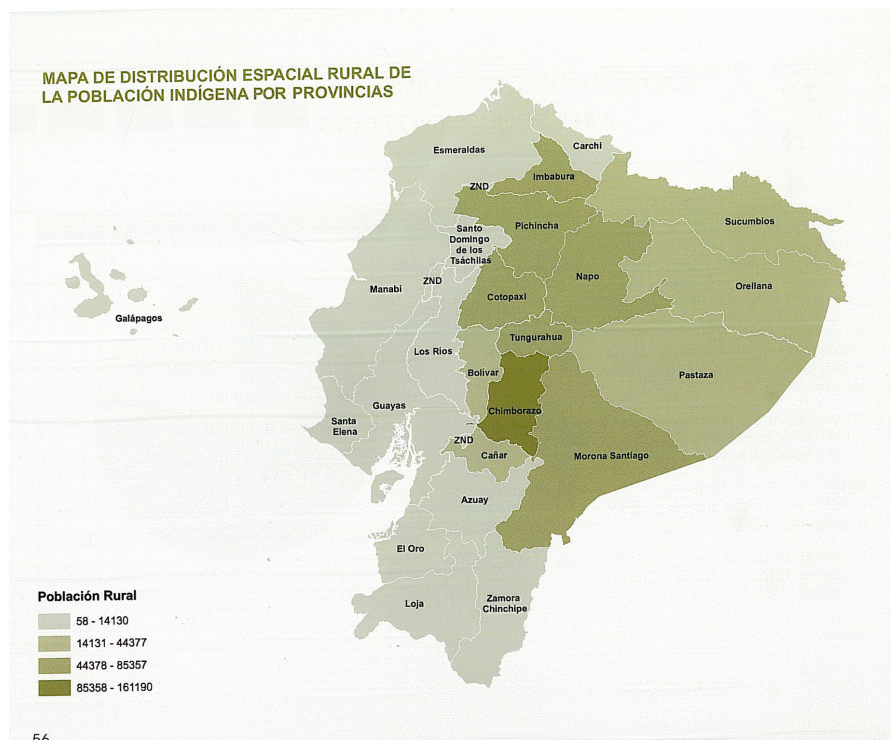 MAPA DE DISTRIBUCIÓN ESPACIAL RURAL DE
LA POBLACIÓN INDÍGENA POR PROVINCIAS
Esmeraldas
Carchi
Imbabura
ZND
Sucumbíos
Pichincha
Santo
Domingo
de los
Tsáchilas
Napo
Orellana
Manabi
ZND
Cotopaxi
Galápagos
Tungurahua
Los Rios
Bolívar
Pastaza
Guayas
Chimborazo
Santa
Elena
ZND
Cañar
Morona Santiago
Azuay
El Oro
Loja
Zamora
Chinchipe
Población Rural
58 - 14130
14131 - 44377
44378 - 85357
85358 - 161190
56